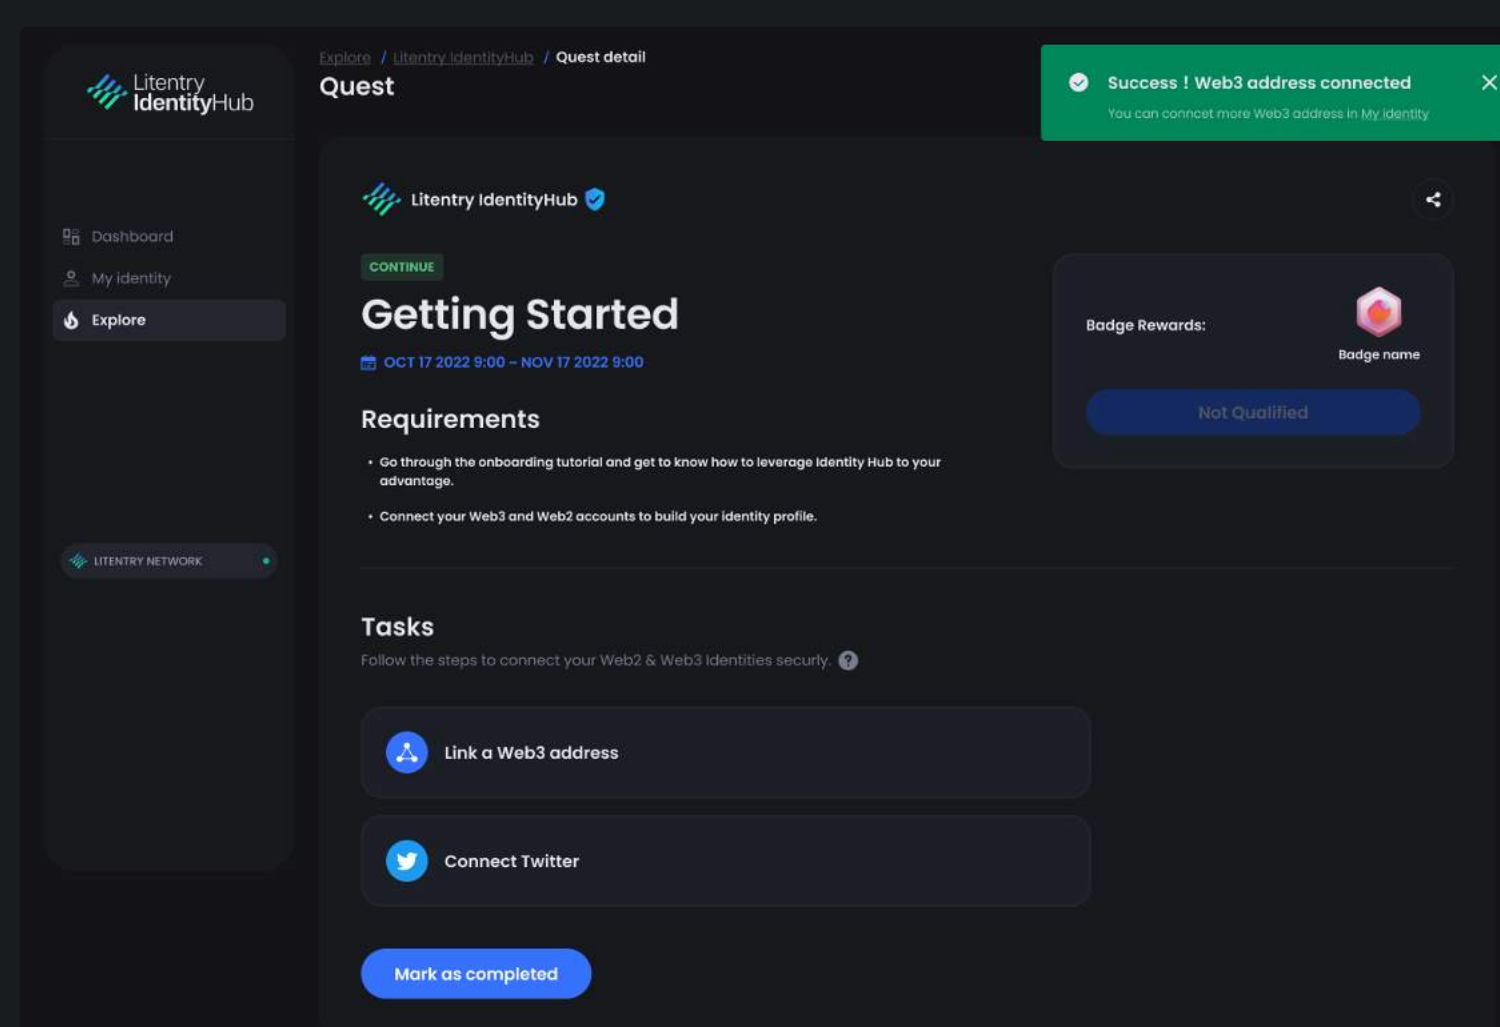 Litentry
IdentityHub
Explore / Litentry IdentityHub / Quest detail
Quest
Success ! Web3 address connected
You can conncet more Web3 address in My identity
Dashboard
My identity
Explore
LITENTRY NETWORK
Litentry IdentityHub
CONTINUE
Getting Started
OCT 17 2022 9:00 – NOV 17 2022 9:00
Requirements
• Go through the onboarding tutorial and get to know how to leverage Identity Hub to your
advantage.
• Connect your Web3 and Web2 accounts to build your identity profile.
Badge Rewards:
Badge name
Not Qualified
Tasks
Follow the steps to connect your Web2 & Web3 Identities securly. ?
Link a Web3 address
Connect Twitter
Mark as completed